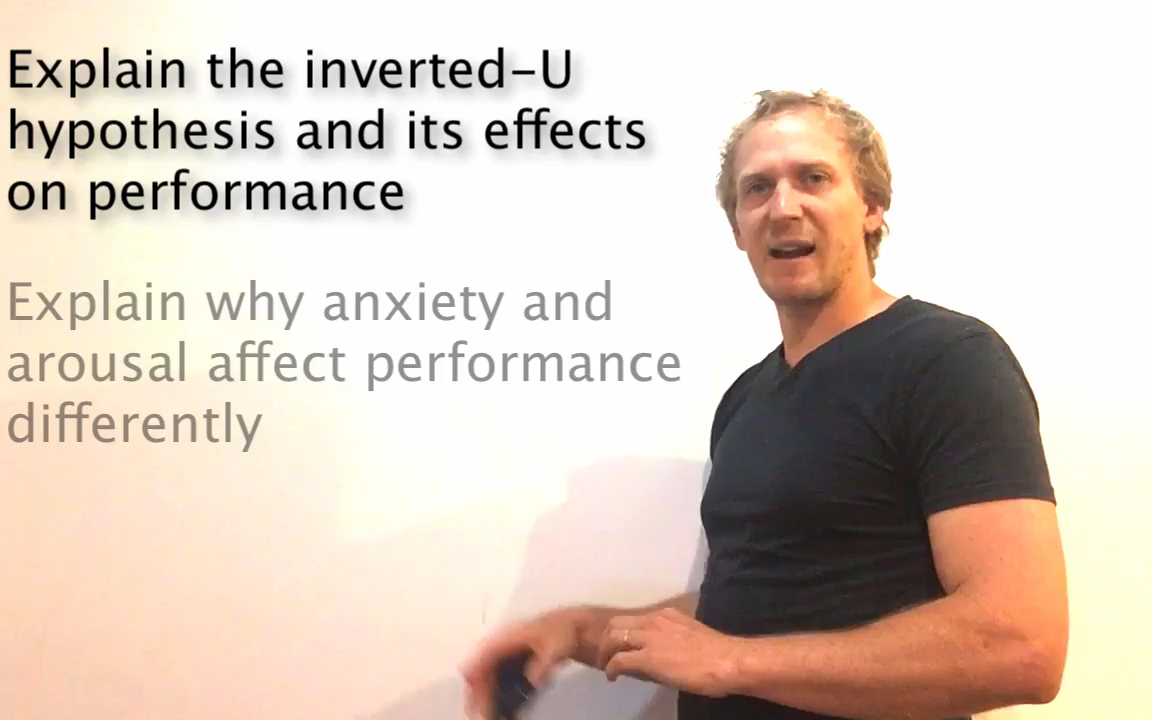 Explain the inverted-U
hypothesis and its effects
on performance
Explain why anxiety and
arousal affect performance
differently